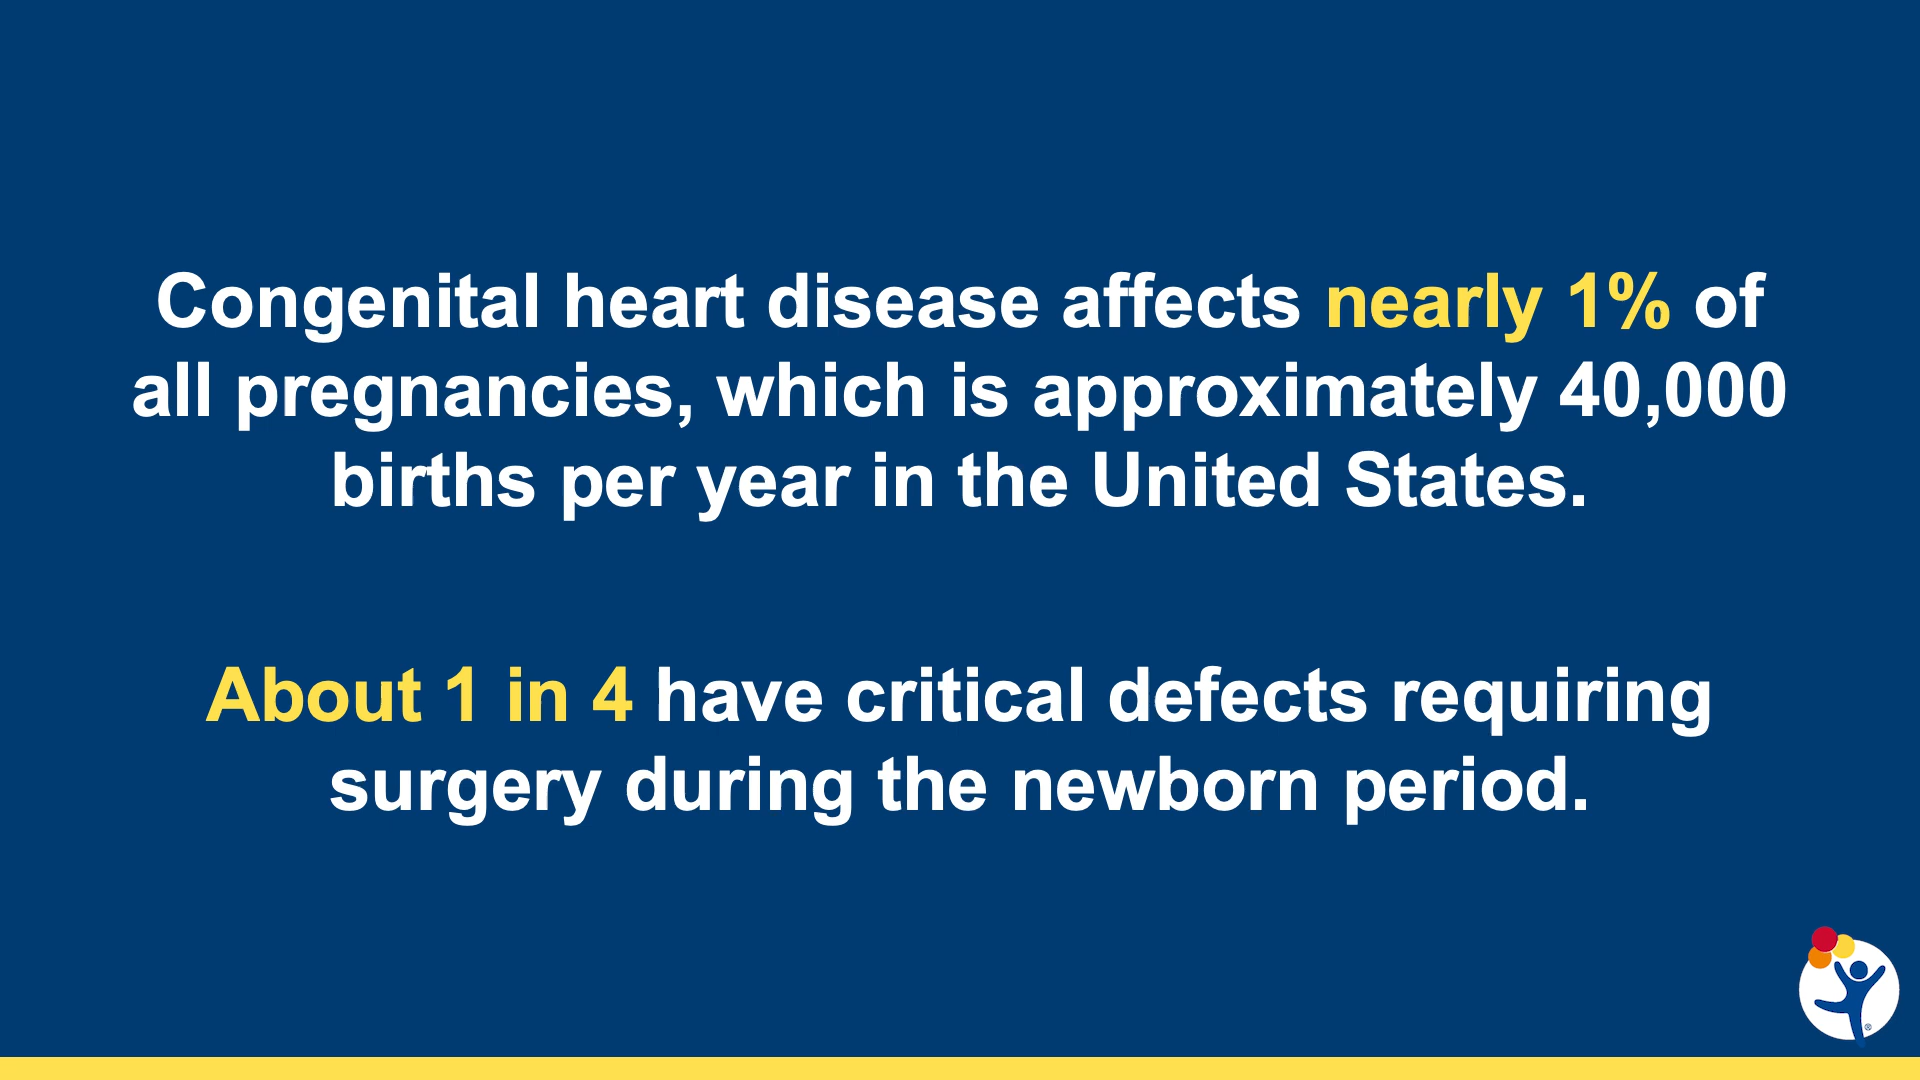 Congenital heart disease affects nearly 1% of
all pregnancies, which is approximately 40,000
births per year in the United States.
About 1 in 4 have critical defects requiring
surgery during the newborn period.
®